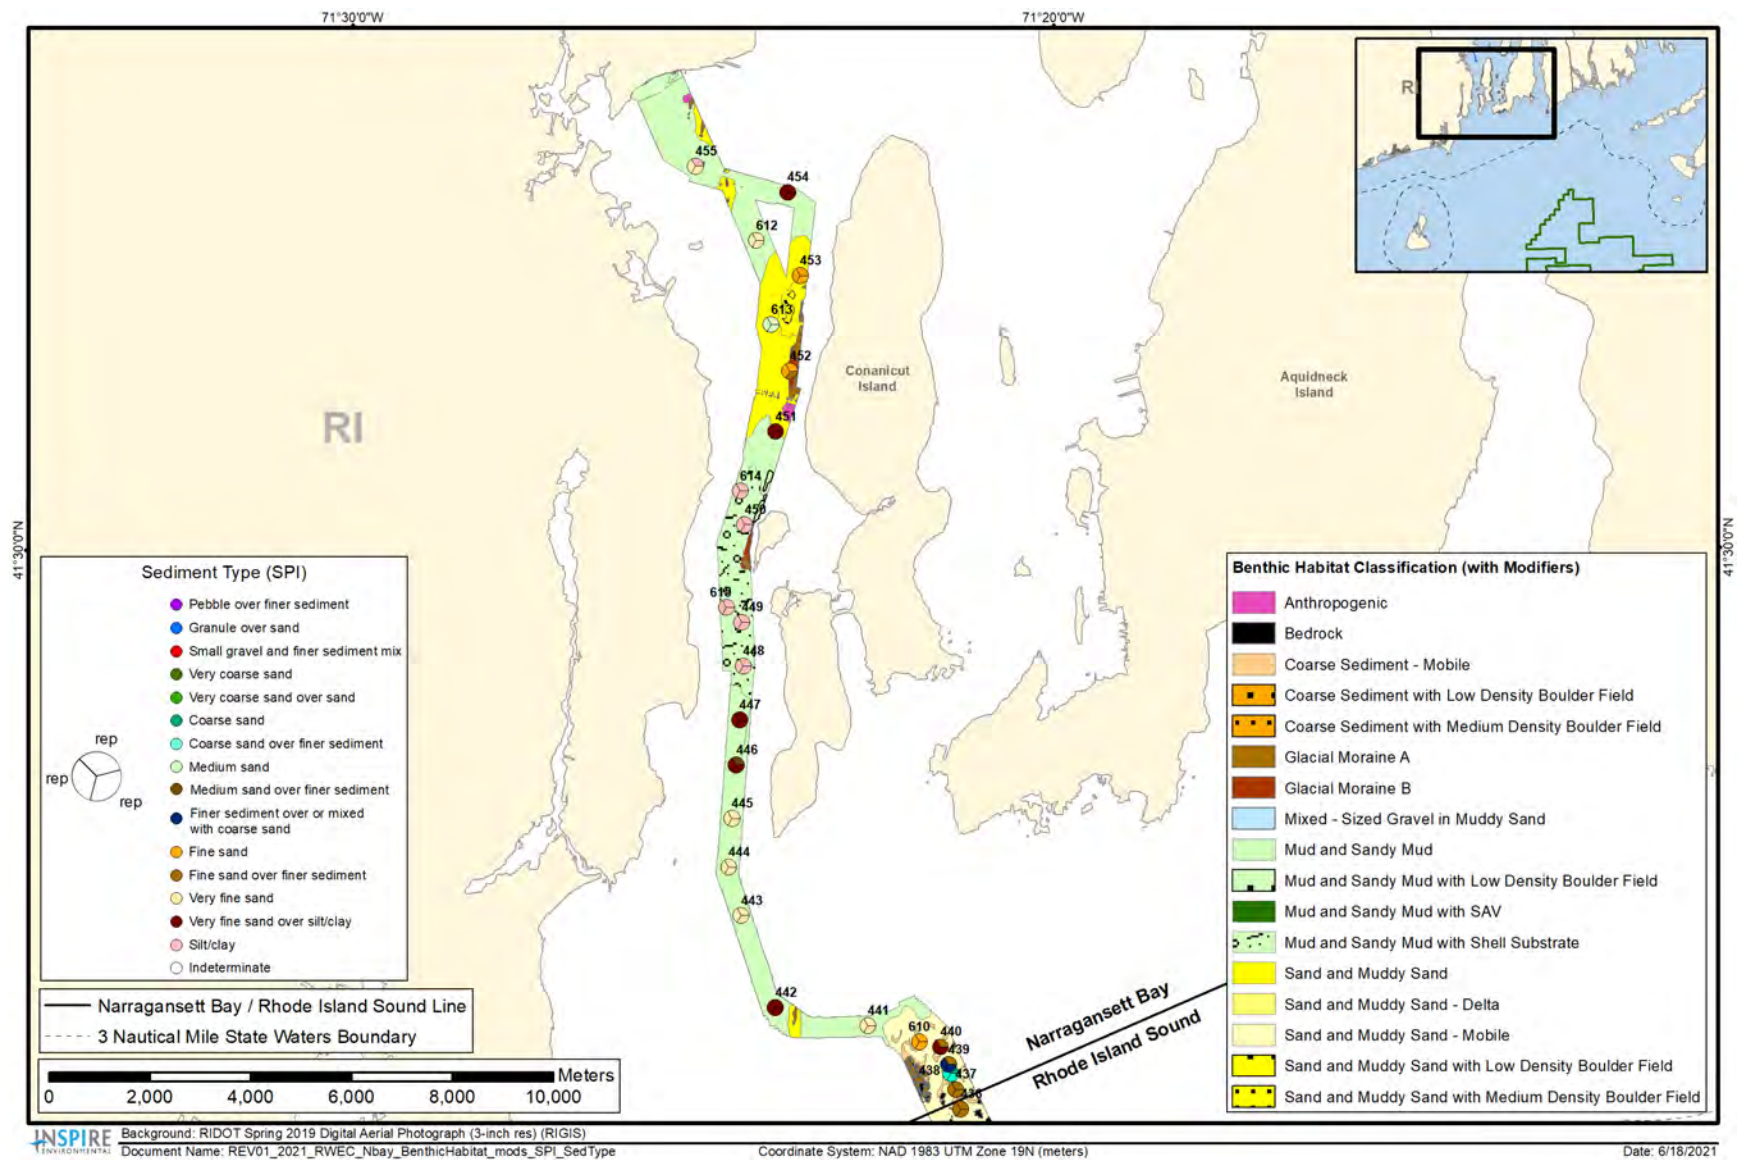 71°30'0"W
71°20'0"W
RI
455
454
612
453
613
452
Conanicut
Island
Aquidneck
Island
RI
451
614
450
41°30'0"N
41°30'0"N
449
448
447
446
445
444
443
442
441
610
440
439
438
437
436
Narragansett Bay
Rhode Island Sound
Sediment Type (SPI)
rep
rep
rep
Pebble over finer sediment
Granule over sand
Small gravel and finer sediment mix
Very coarse sand
Very coarse sand over sand
Coarse sand
Coarse sand over finer sediment
Medium sand
Medium sand over finer sediment
Finer sediment over or mixed
with coarse sand
Fine sand
Fine sand over finer sediment
Very fine sand
Very fine sand over silt/clay
Silt/clay
Indeterminate
Narragansett Bay / Rhode Island Sound Line
3 Nautical Mile State Waters Boundary
Meters
0 2,000 4,000 6,000 8,000 10,000
Benthic Habitat Classification (with Modifiers)
Anthropogenic
Bedrock
Coarse Sediment - Mobile
Coarse Sediment with Low Density Boulder Field
Coarse Sediment with Medium Density Boulder Field
Glacial Moraine A
Glacial Moraine B
Mixed - Sized Gravel in Muddy Sand
Mud and Sandy Mud
Mud and Sandy Mud with Low Density Boulder Field
Mud and Sandy Mud with SAV
Mud and Sandy Mud with Shell Substrate
Sand and Muddy Sand
Sand and Muddy Sand - Delta
Sand and Muddy Sand - Mobile
Sand and Muddy Sand with Low Density Boulder Field
Sand and Muddy Sand with Medium Density Boulder Field
INSPIRE
ENVIRONMENTAL
Background: RIDOT Spring 2019 Digital Aerial Photograph (3-inch res) (RIGIS)
Document Name: REV01_2021_RWEC_Nbay_BenthicHabitat_mods_SPI_SedType
Coordinate System: NAD 1983 UTM Zone 19N (meters)
Date: 6/18/2021